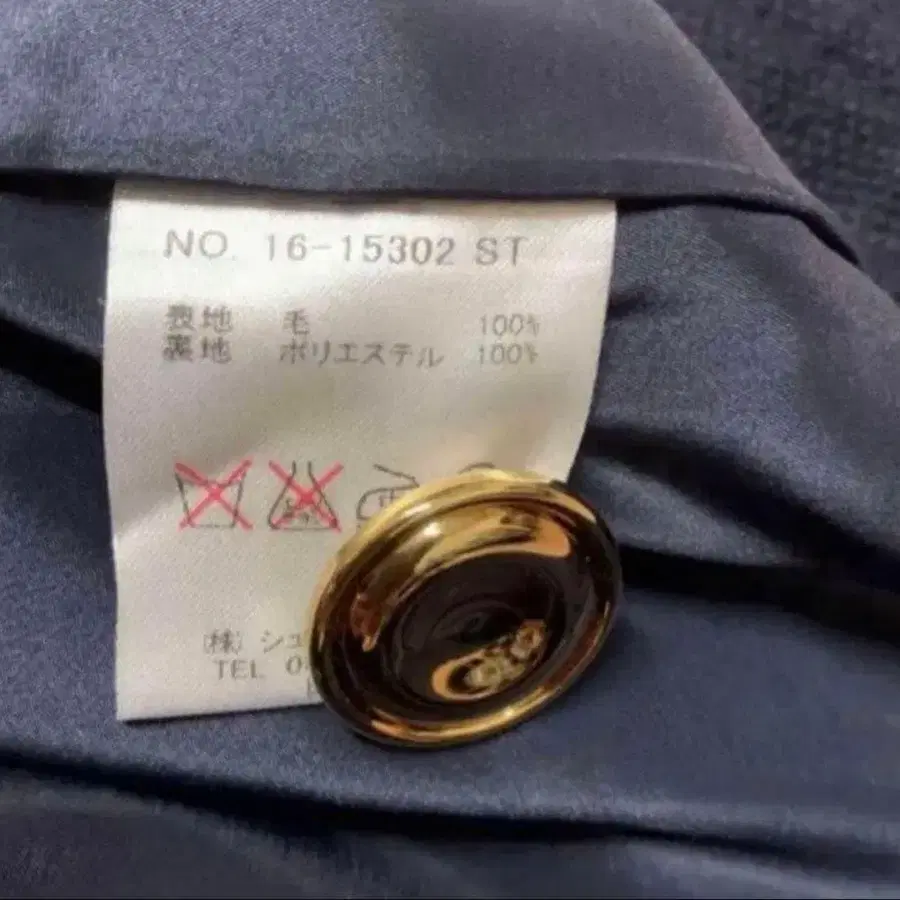 NO. 16-15302 ST
表地 毛 100%
裏地 ポリエステル 100%
(株) シュ
TEL 0